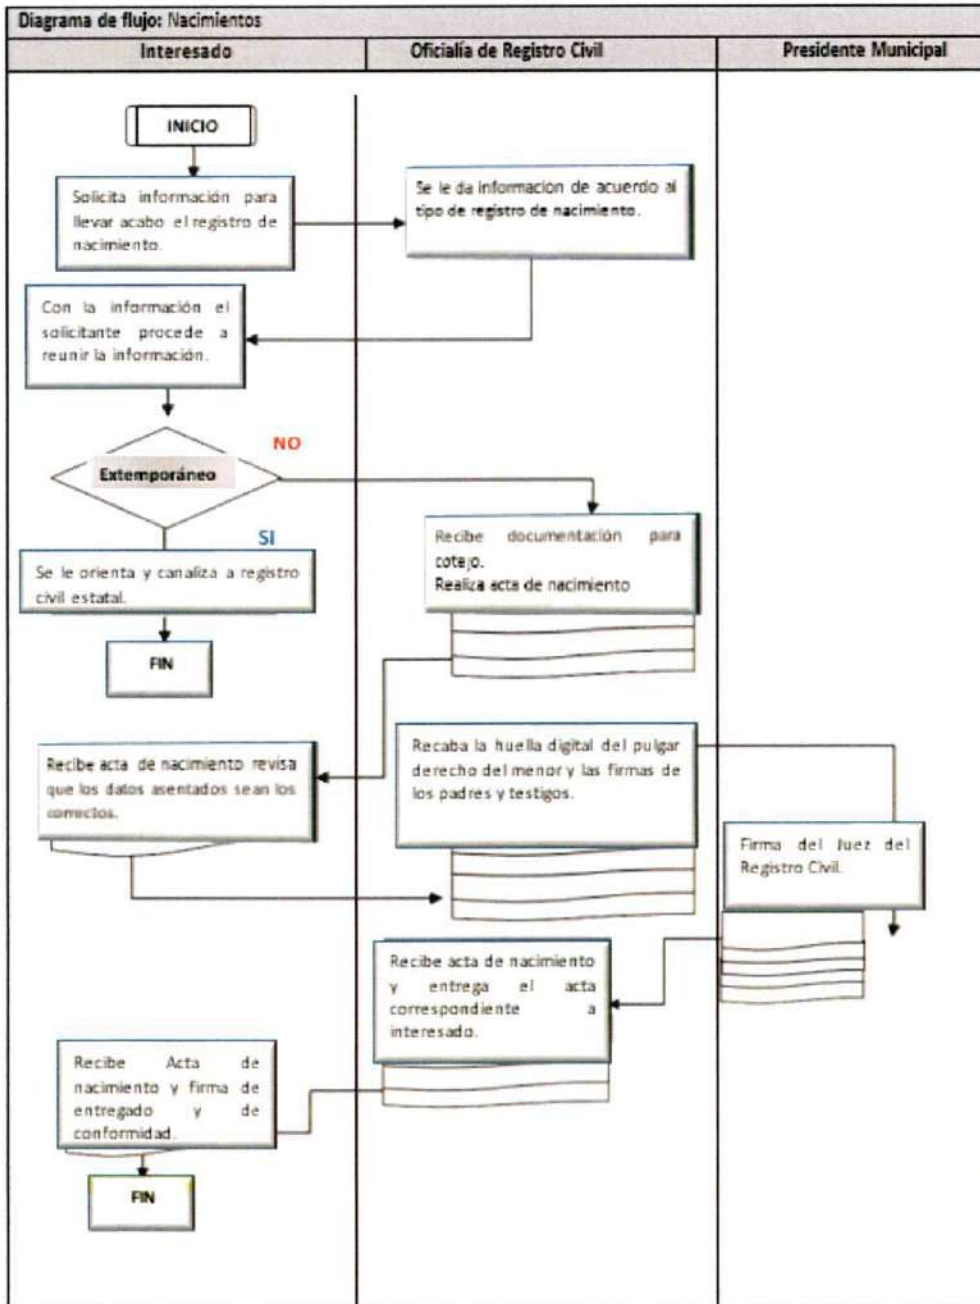 Diagrama de flujo: Nacimientos
Interesado
Oficialía de Registro Civil
Presidente Municipal
INICIO
Solicita información para
llevar acabo el registro de
nacimiento.
Se le da informacion de acuerdo al
tipo de registro de nacimiento.
Con la información el
solicitante procede a
reunir la información.
Extemporáneo
NO
SI
Recibe documentación para
cotejo.
Realiza acta de nacimiento
Se le orienta y canaliza a registro
civil estatal.
FIN
Recibe acta de nacimiento revisa
que los datos asentados sean los
correctos.
Recaba la huella digital del pulgar
derecho del menor y las firmas de
los padres y testigos.
Firma del Juez del
Registro Civil.
Recibe acta de nacimiento
y entrega el acta
correspondiente a
interesado.
Recibe Acta de
nacimiento y firma de
entregado y de
conformidad.
FIN